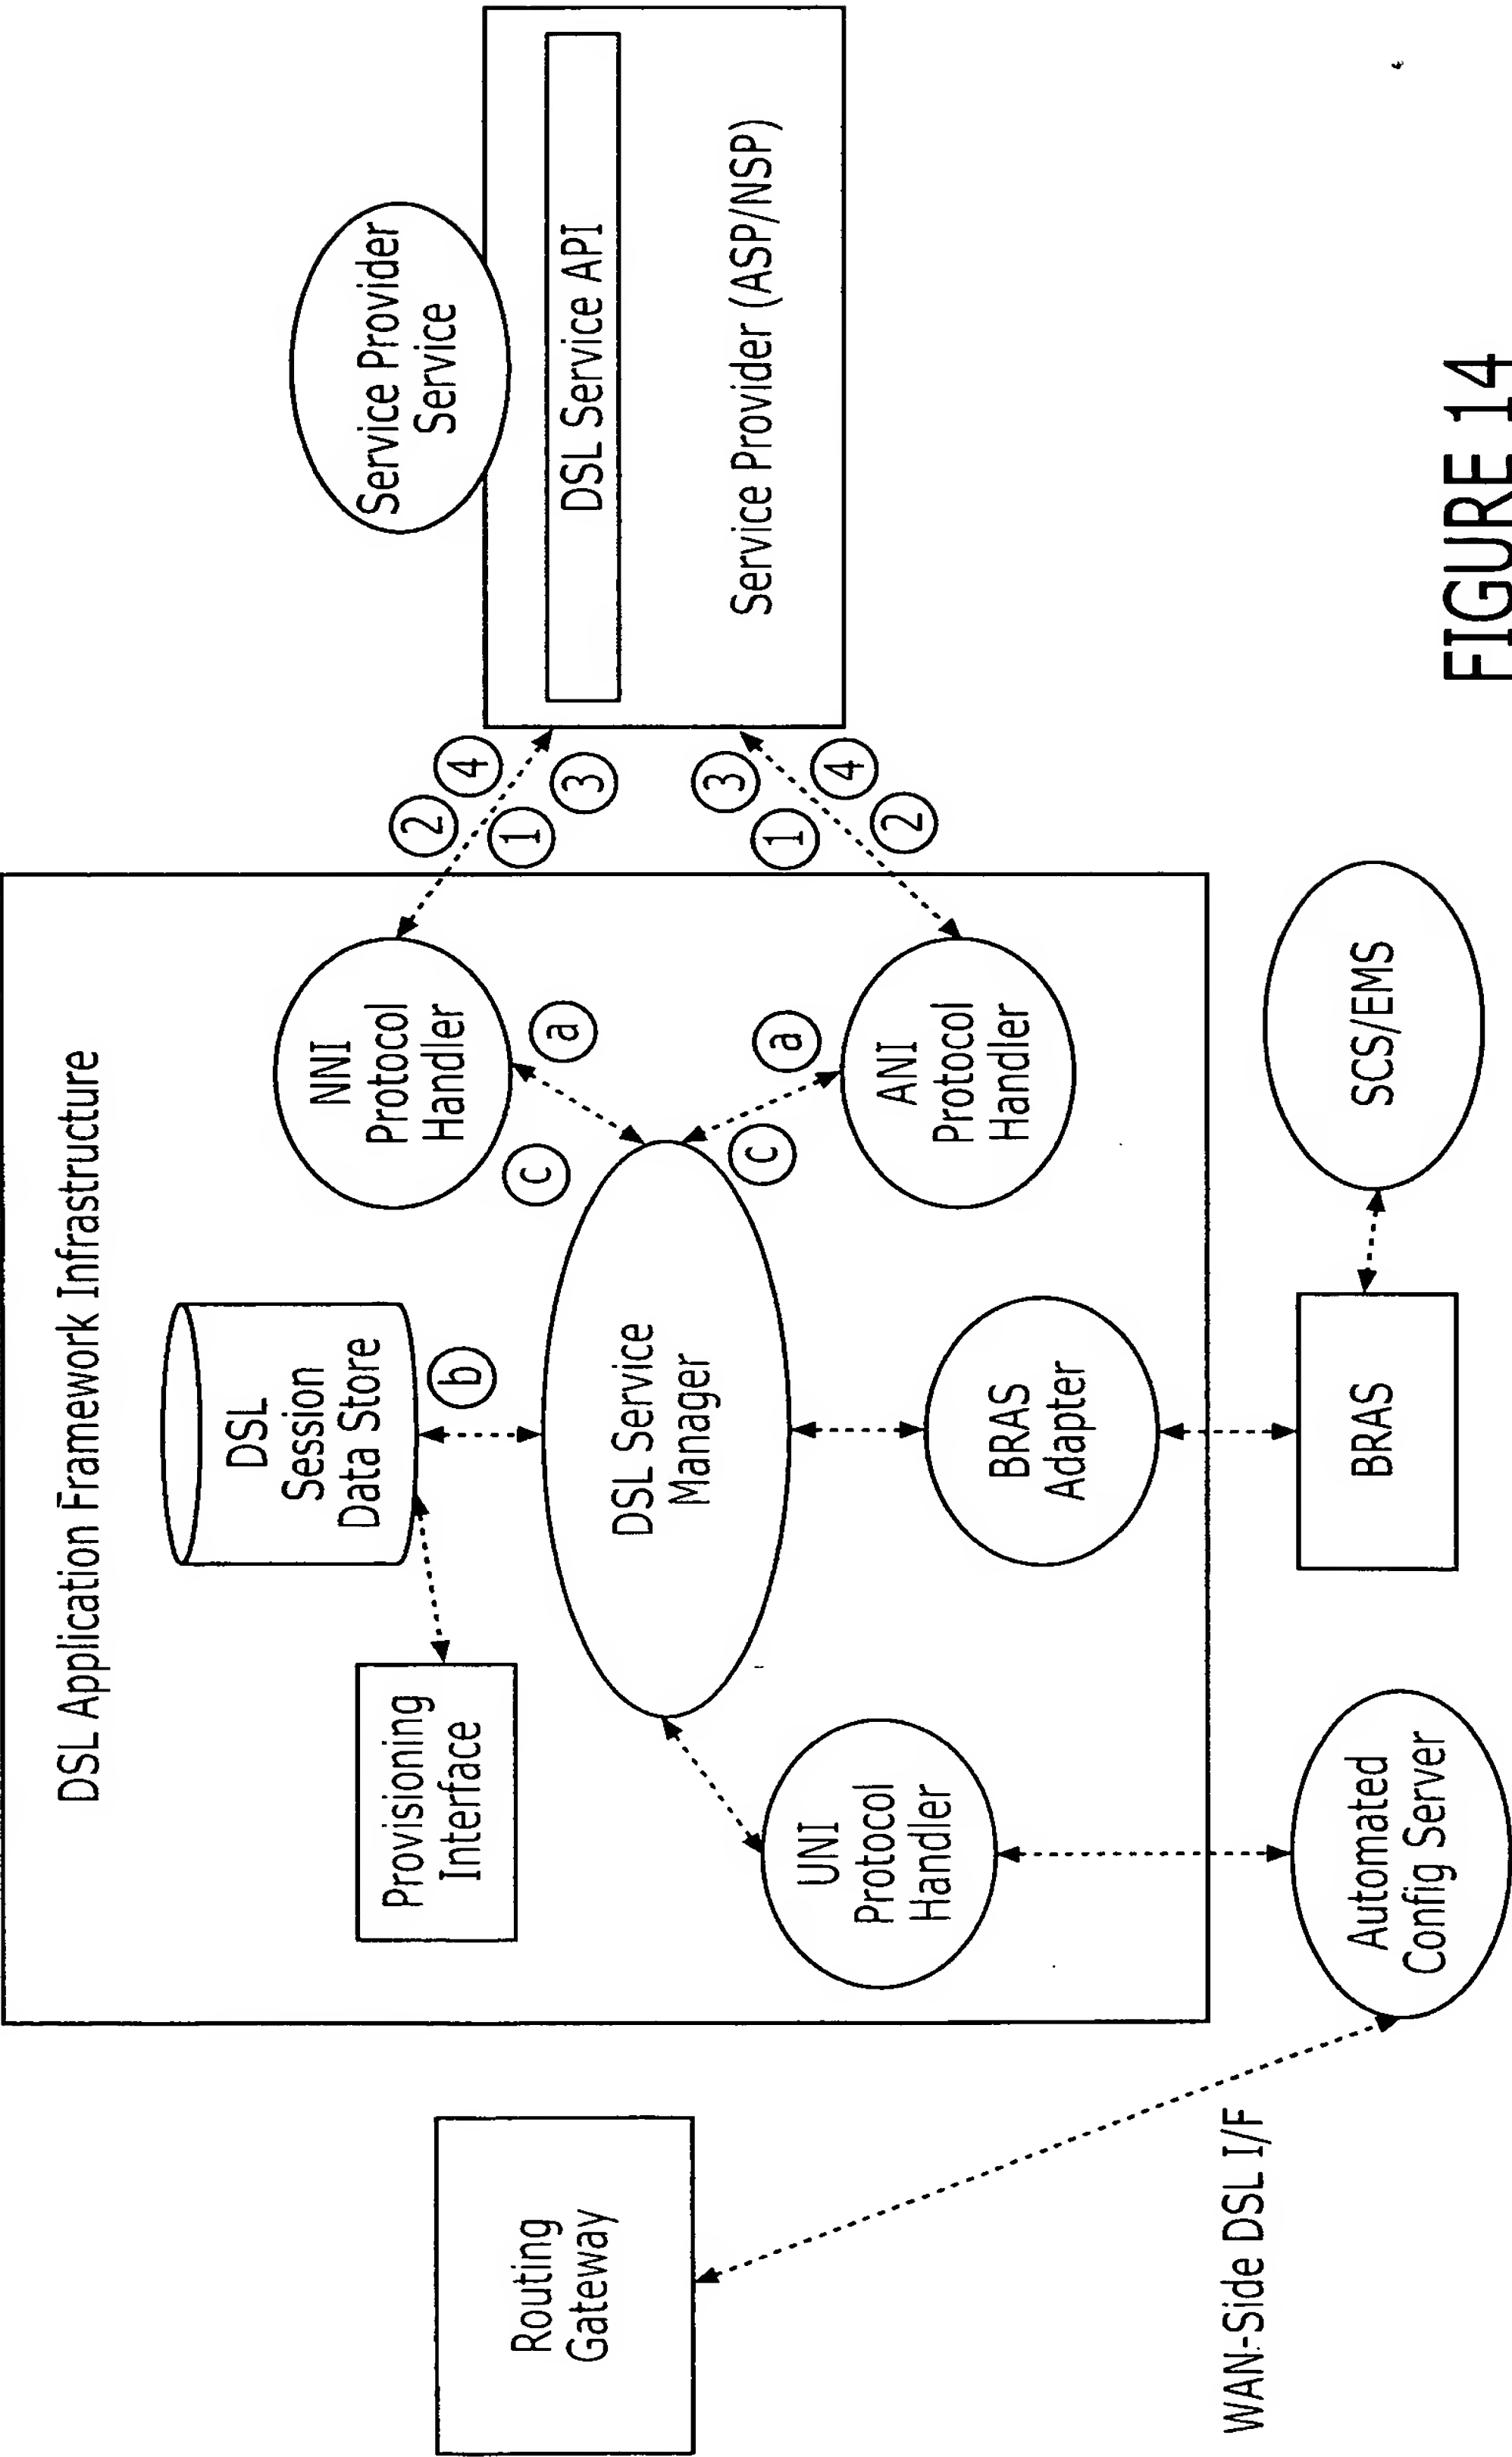 DSL Application Framework Infrastructure
Service Provider
Service
DSL Service API
Service Provider (ASP/NSP)
DSL
Session
Data Store
Provisioning
Interface
NNI
Protocol
Handler
DSL Service
Manager
ANI
Protocol
Handler
UNI
Protocol
Handler
BRAS
Adapter
2
4
1
3
3
1
4
2
a
c
b
a
c
Routing
Gateway
WAN-Side DSL I/F
Automated
Config Server
BRAS
SCS/EMS
FIGURE 14